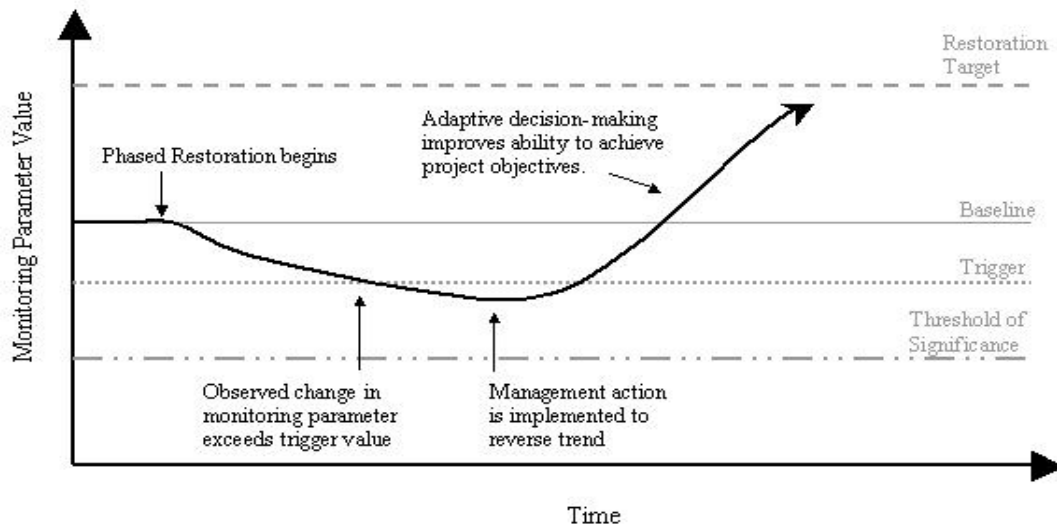 Restoration
Target
Adaptive decision-making
improves ability to achieve
project objectives.
Phased Restoration begins
Monitoring Parameter Value
Baseline
Trigger
Threshold of
Significance
Observed change in
monitoring parameter
exceeds trigger value
Management action
is implemented to
reverse trend
Time